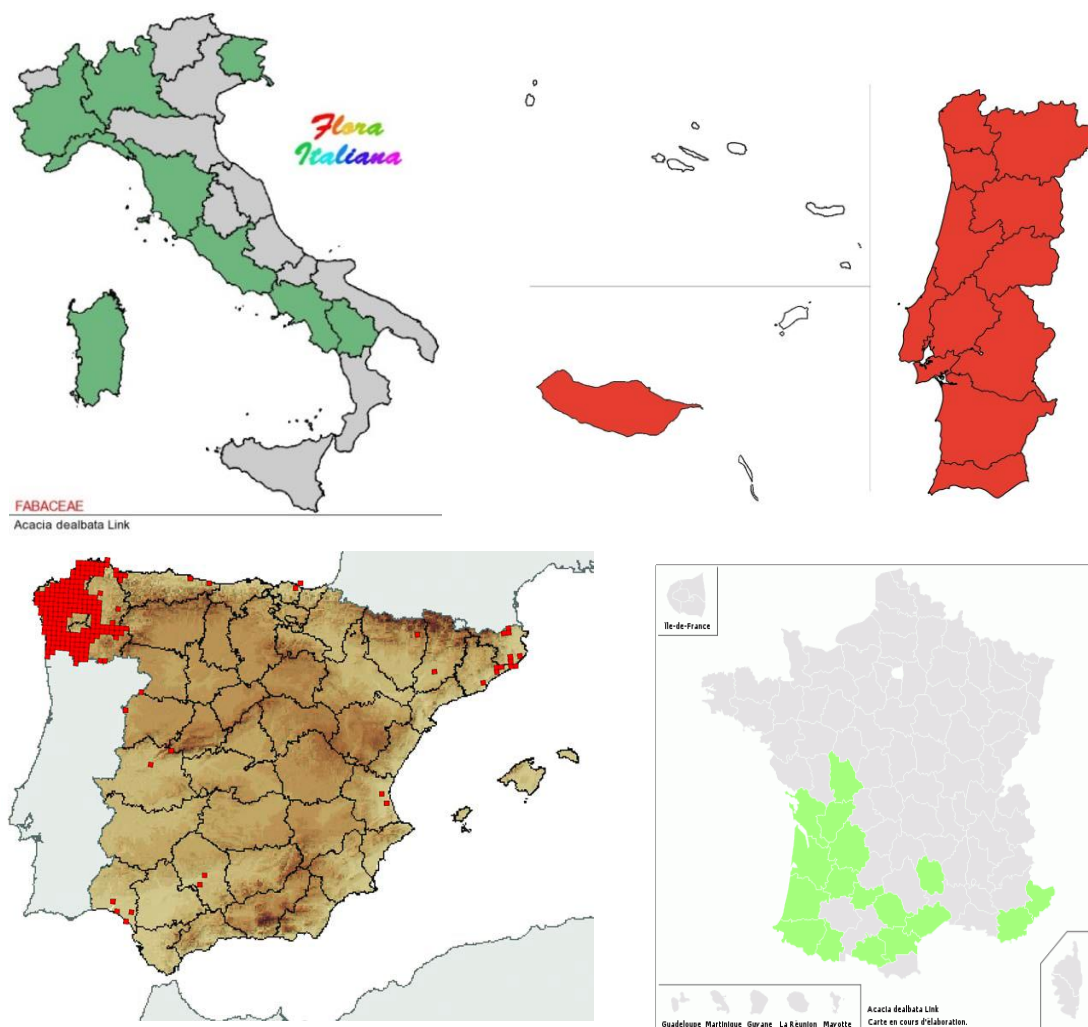 Flora
Italiana
FABACEAE
Acacia dealbata Link
Île-de-France
Guadeloupe Martinique Guyane La Réunion Mayotte
Acacia dealbata Link
Carte en cours d'élaboration.